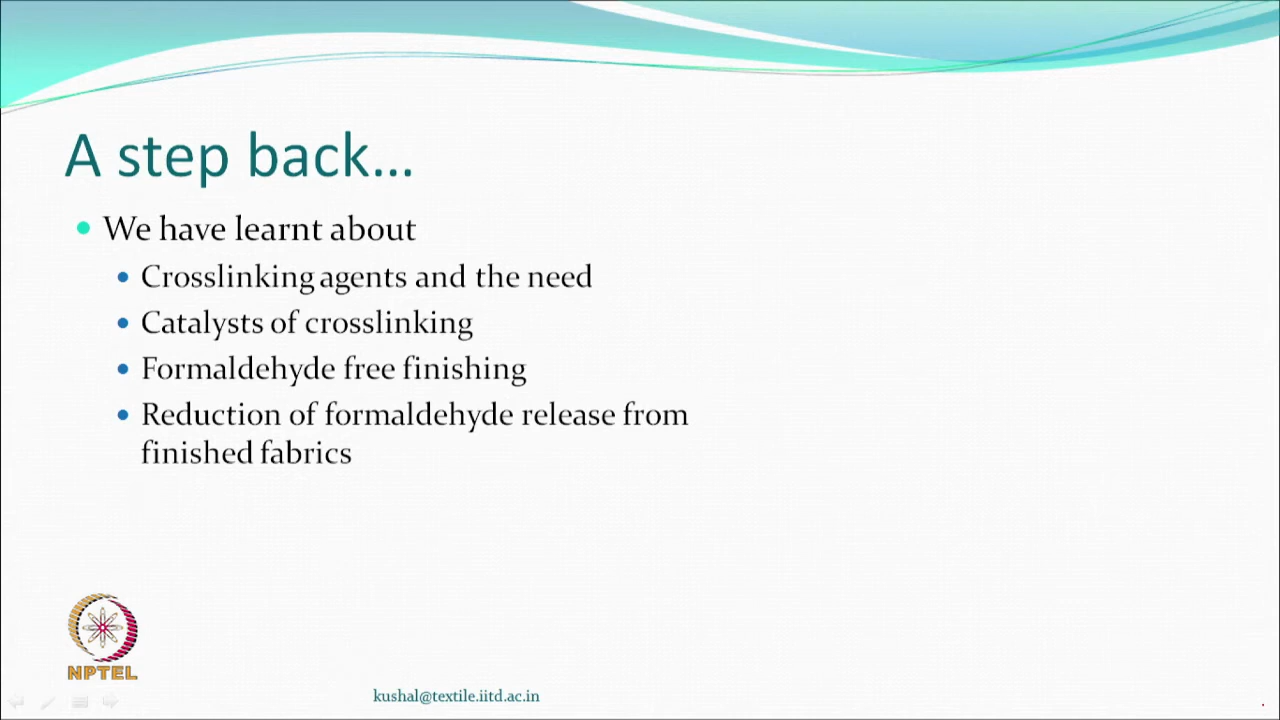 A step back...
We have learnt about
Crosslinking agents and the need
Catalysts of crosslinking
Formaldehyde free finishing
Reduction of formaldehyde release from
finished fabrics
NPTEL
kushal@textile.iitd.ac.in